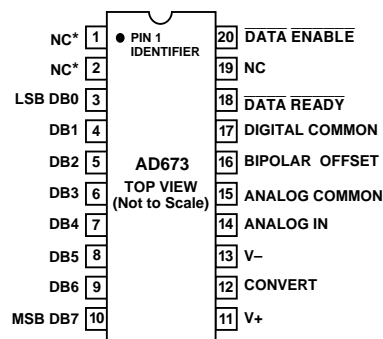 NC* 1 ● PIN 1 IDENTIFIER 20 DATA ENABLE
NC* 2 19 NC
LSB DB0 3 18 DATA READY
DB1 4 17 DIGITAL COMMON
DB2 5 AD673 16 BIPOLAR OFFSET
DB3 6 TOP VIEW 15 ANALOG COMMON
DB4 7 (Not to Scale) 14 ANALOG IN
DB5 8 13 V–
DB6 9 12 CONVERT
MSB DB7 10 11 V+